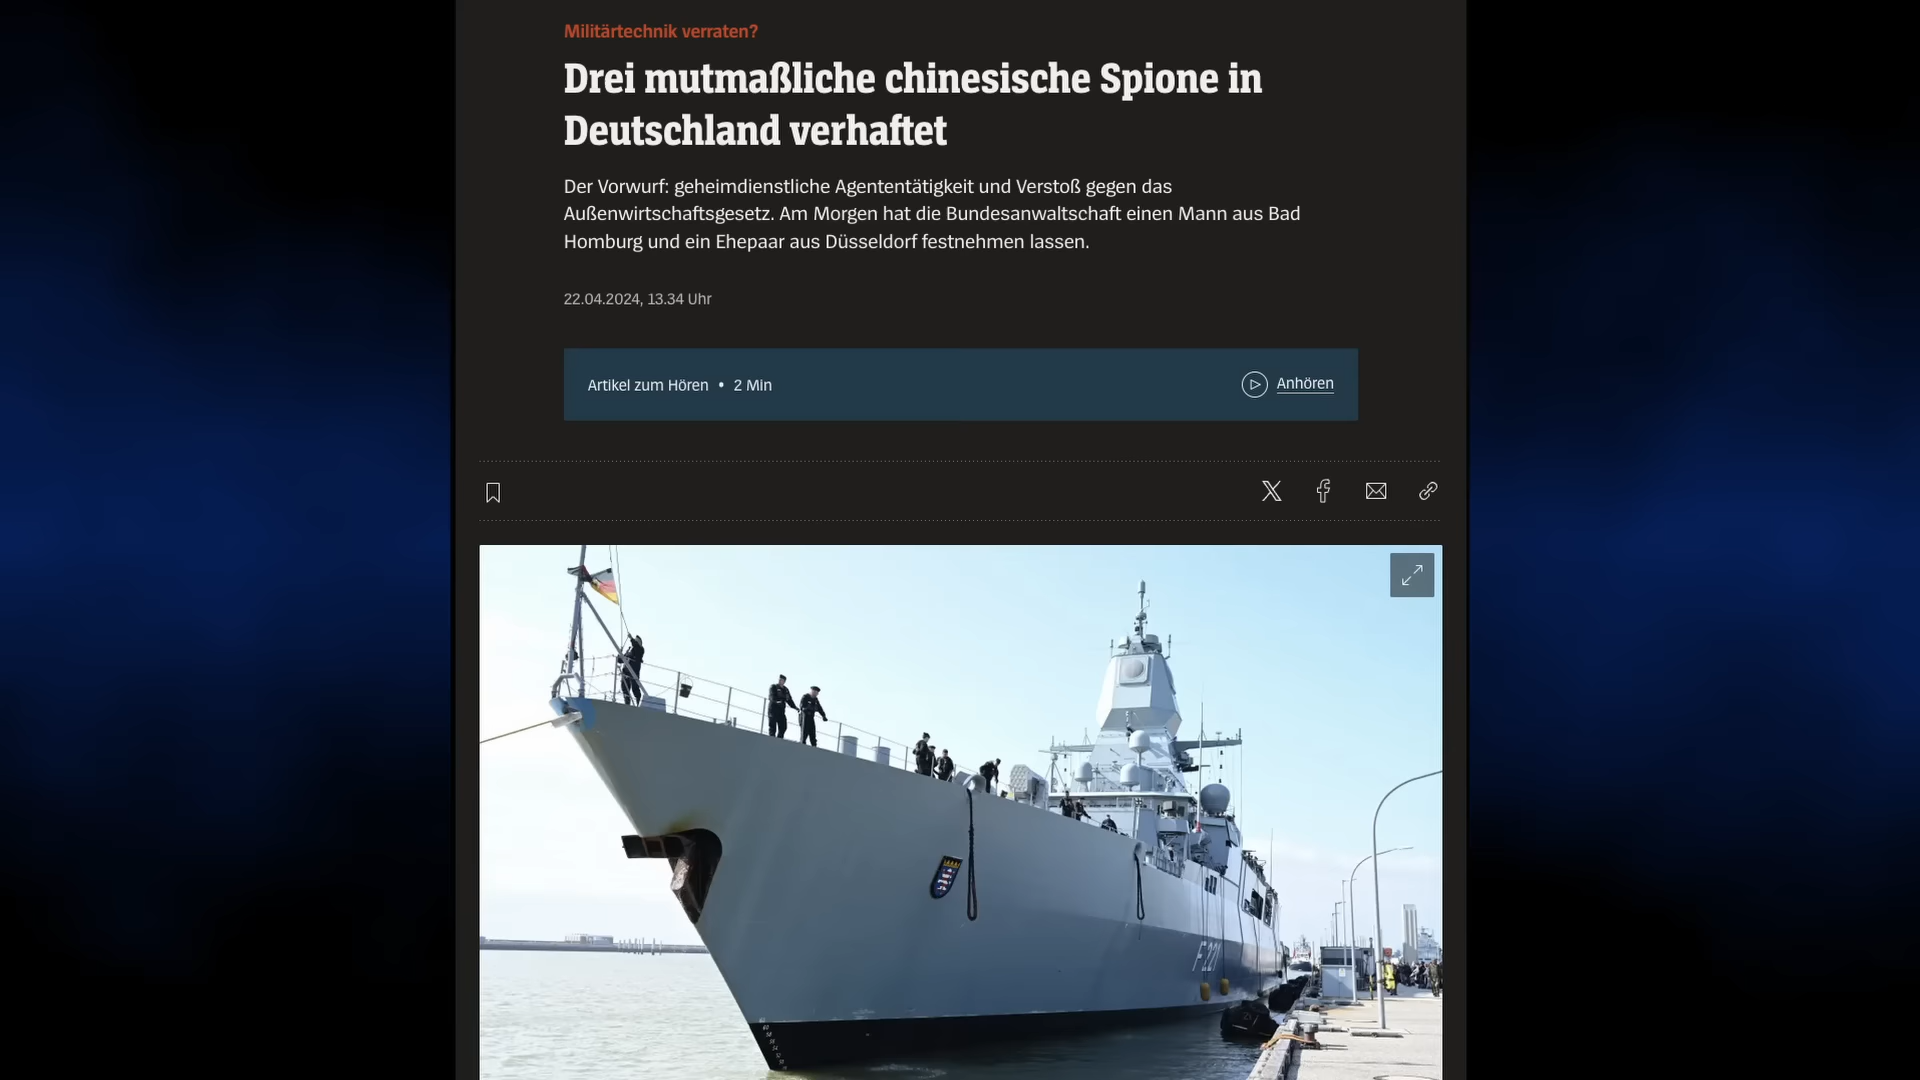 Militärtechnik verraten?
Drei mutmaßliche chinesische Spione in
Deutschland verhaftet
Der Vorwurf: geheimdienstliche Agententätigkeit und Verstoß gegen das
Außenwirtschaftsgesetz. Am Morgen hat die Bundesanwaltschaft einen Mann aus Bad
Homburg und ein Ehepaar aus Düsseldorf festnehmen lassen.
22.04.2024, 13.34 Uhr
Artikel zum Hören • 2 Min
Anhören